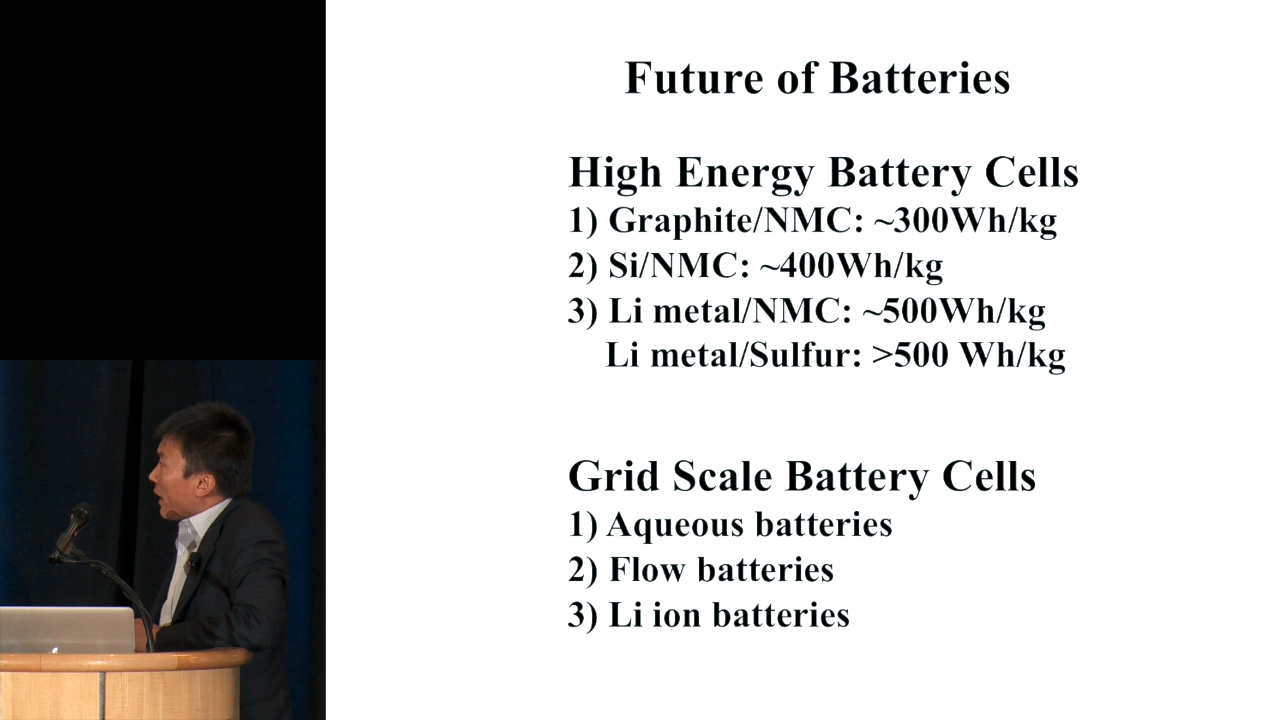 Future of Batteries
High Energy Battery Cells
1) Graphite/NMC: ~300Wh/kg
2) Si/NMC: ~400Wh/kg
3) Li metal/NMC: ~500Wh/kg
Li metal/Sulfur: >500 Wh/kg
Grid Scale Battery Cells
1) Aqueous batteries
2) Flow batteries
3) Li ion batteries